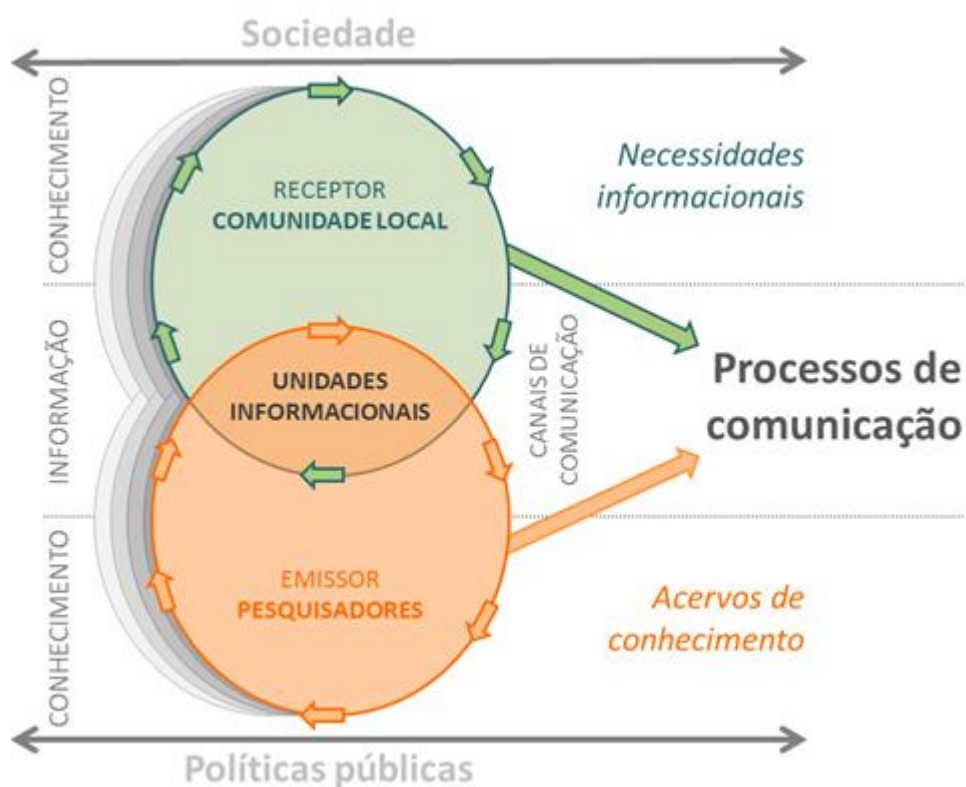 Sociedade
CONHECIMENTO
RECEPTOR
COMUNIDADE LOCAL
Necessidades
informacionais
INFORMAÇÃO
UNIDADES
INFORMACIONAIS
CANAIS DE
COMUNICAÇÃO
Processos de
comunicação
CONHECIMENTO
EMISSOR
PESQUISADORES
Acervos de
conhecimento
Políticas públicas